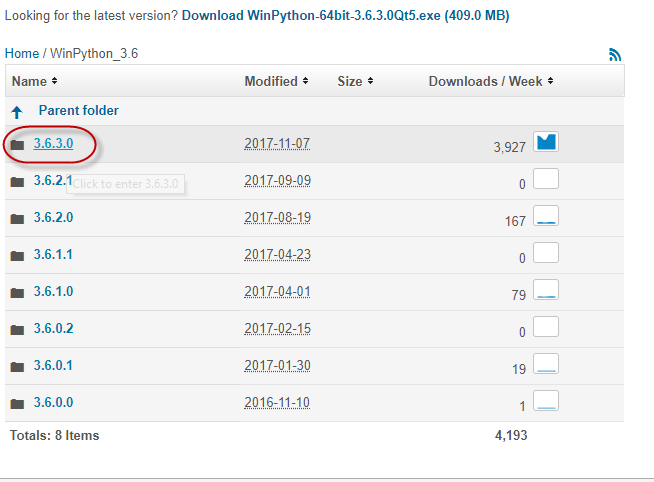 Looking for the latest version? Download WinPython-64bit-3.6.3.0Qt5.exe (409.0 MB)
Home / WinPython_3.6
Name Modified Size Downloads / Week
Parent folder
3.6.3.0 2017-11-07 3,927
3.6.2.1 2017-09-09 0
Click to enter 3.6.3.0
3.6.2.0 2017-08-19 167
3.6.1.1 2017-04-23 0
3.6.1.0 2017-04-01 79
3.6.0.2 2017-02-15 0
3.6.0.1 2017-01-30 19
3.6.0.0 2016-11-10 1
Totals: 8 Items 4,193